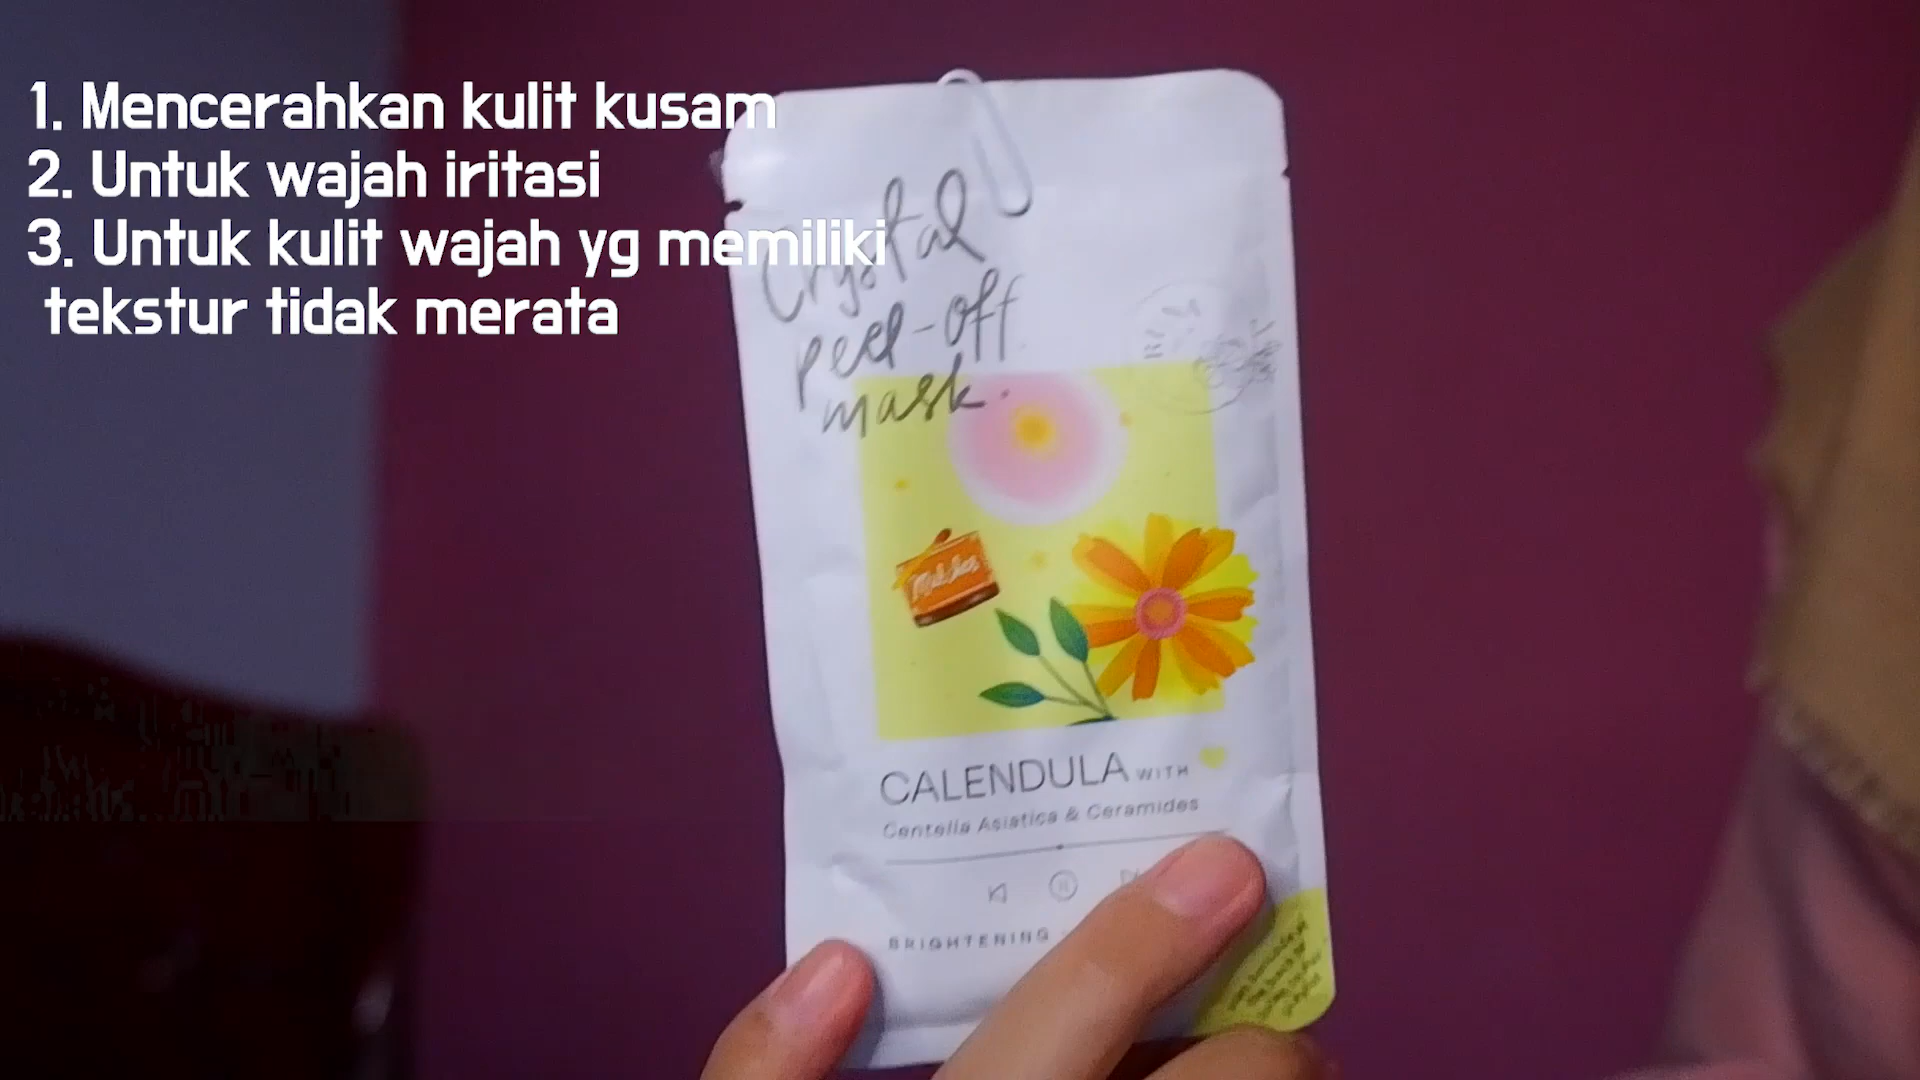 1. Mencerahkan kulit kusam
2. Untuk wajah iritasi
3. Untuk kulit wajah yg memiliki
tekstur tidak merata
Crystal
peel-off
mask.
CALENDULA WITH
Centella Asiatica & Ceramides
BRIGHTENING